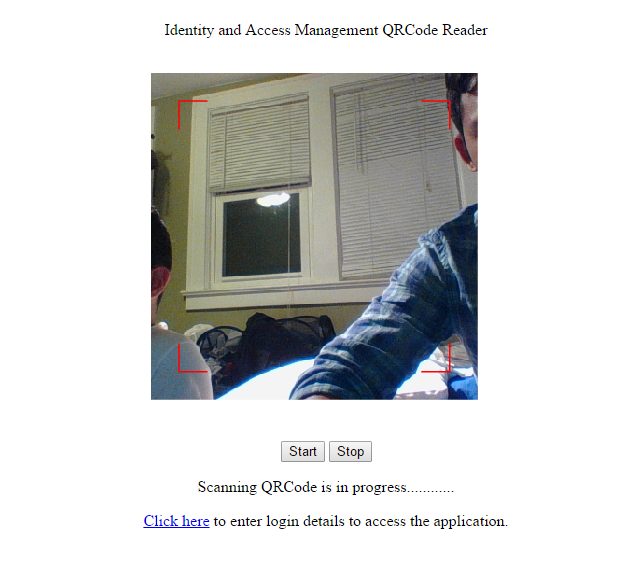 Identity and Access Management QRCode Reader
Start Stop
Scanning QRCode is in progress............
Click here to enter login details to access the application.